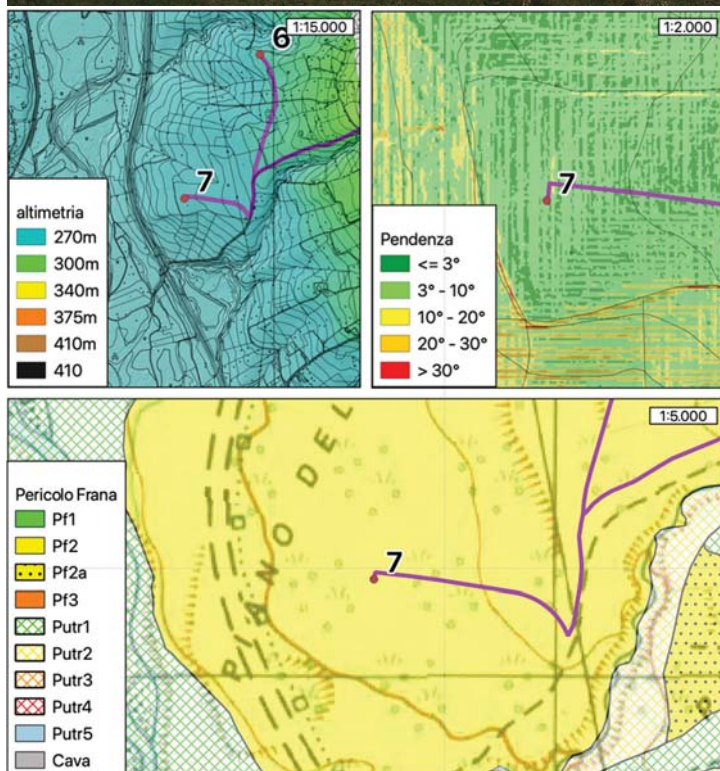 1:15.000
6
7
altimetria
270m
300m
340m
375m
410m
410
1:2.000
7
Pendenza
<= 3°
3° - 10°
10° - 20°
20° - 30°
> 30°
1:5.000
PIANO DEL
7
Pericolo Frana
Pf1
Pf2
Pf2a
Pf3
Putr1
Putr2
Putr3
Putr4
Putr5
Cava